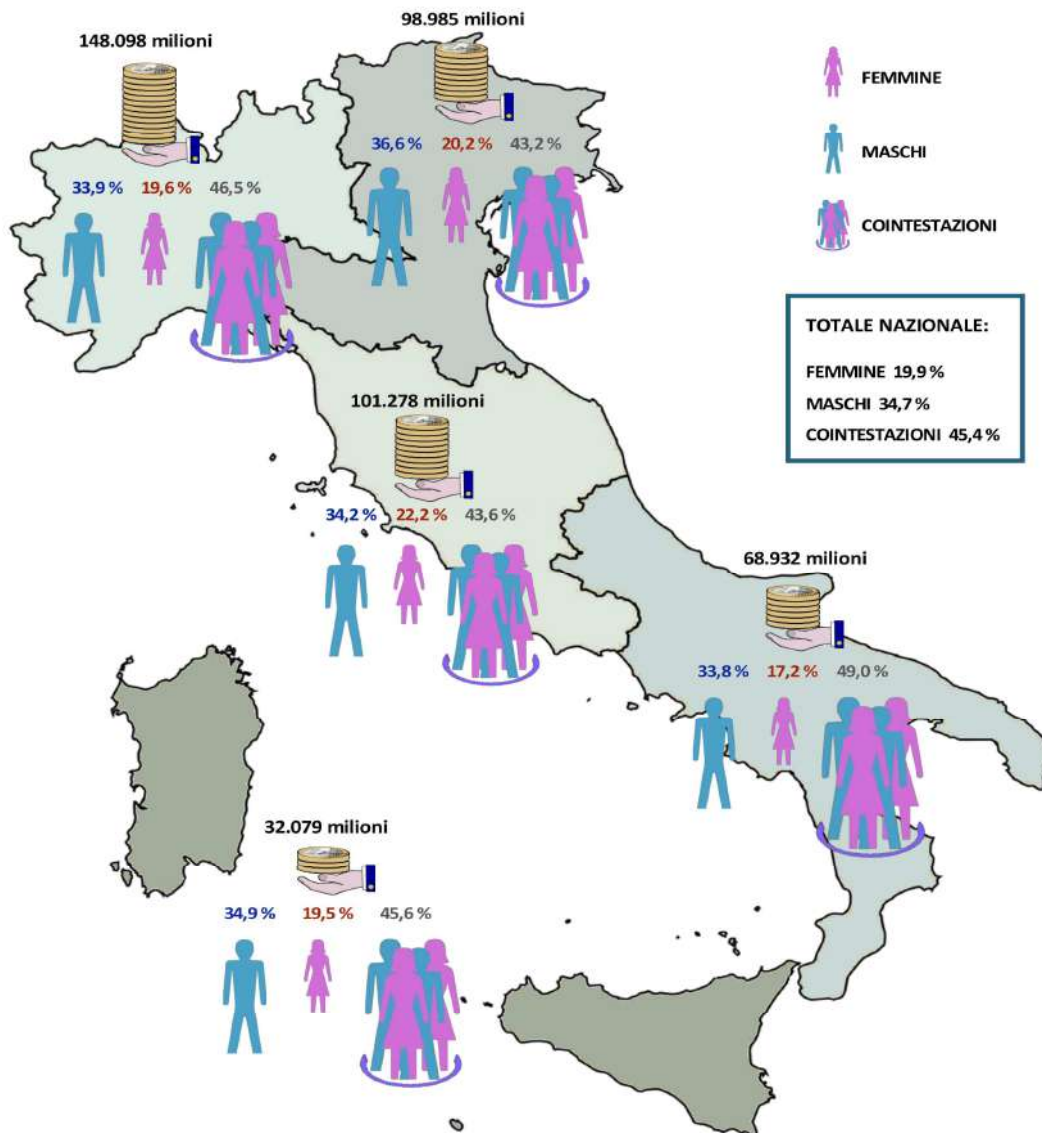 98.985 milioni
148.098 milioni
36,6 % 20,2 % 43,2 %
33,9 % 19,6 % 46,5 %
FEMMINE
MASCHI
COINTESTAZIONI
TOTALE NAZIONALE:
FEMMINE 19,9 %
MASCHI 34,7 %
COINTESTAZIONI 45,4 %
101.278 milioni
34,2 % 22,2 % 43,6 %
68.932 milioni
33,8 % 17,2 % 49,0 %
32.079 milioni
34,9 % 19,5 % 45,6 %